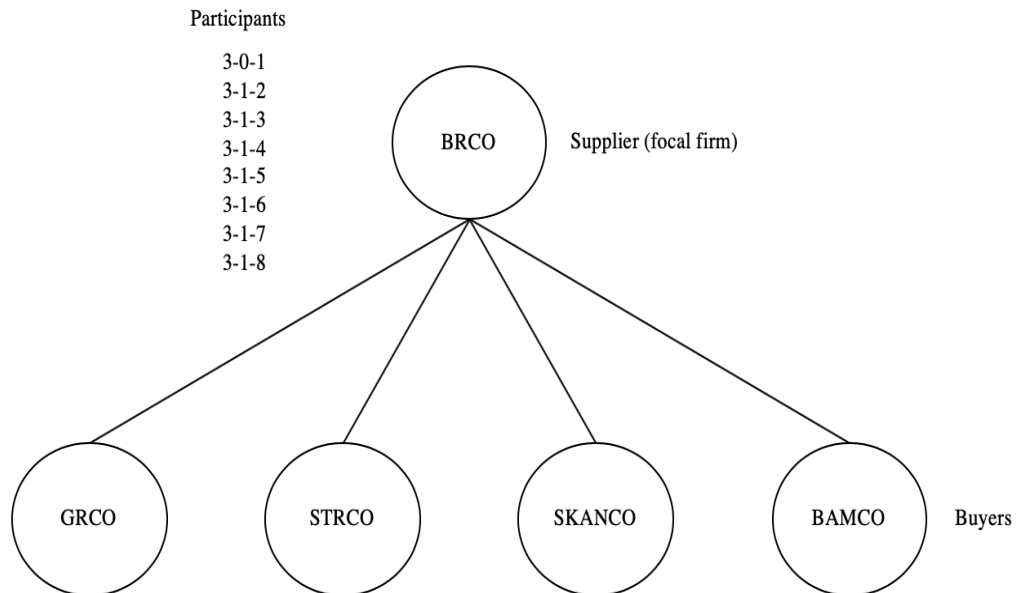 Participants
3-0-1
3-1-2
3-1-3
3-1-4
3-1-5
3-1-6
3-1-7
3-1-8
BRCO
Supplier (focal firm)
GRCO
STRCO
SKANCO
BAMCO
Buyers